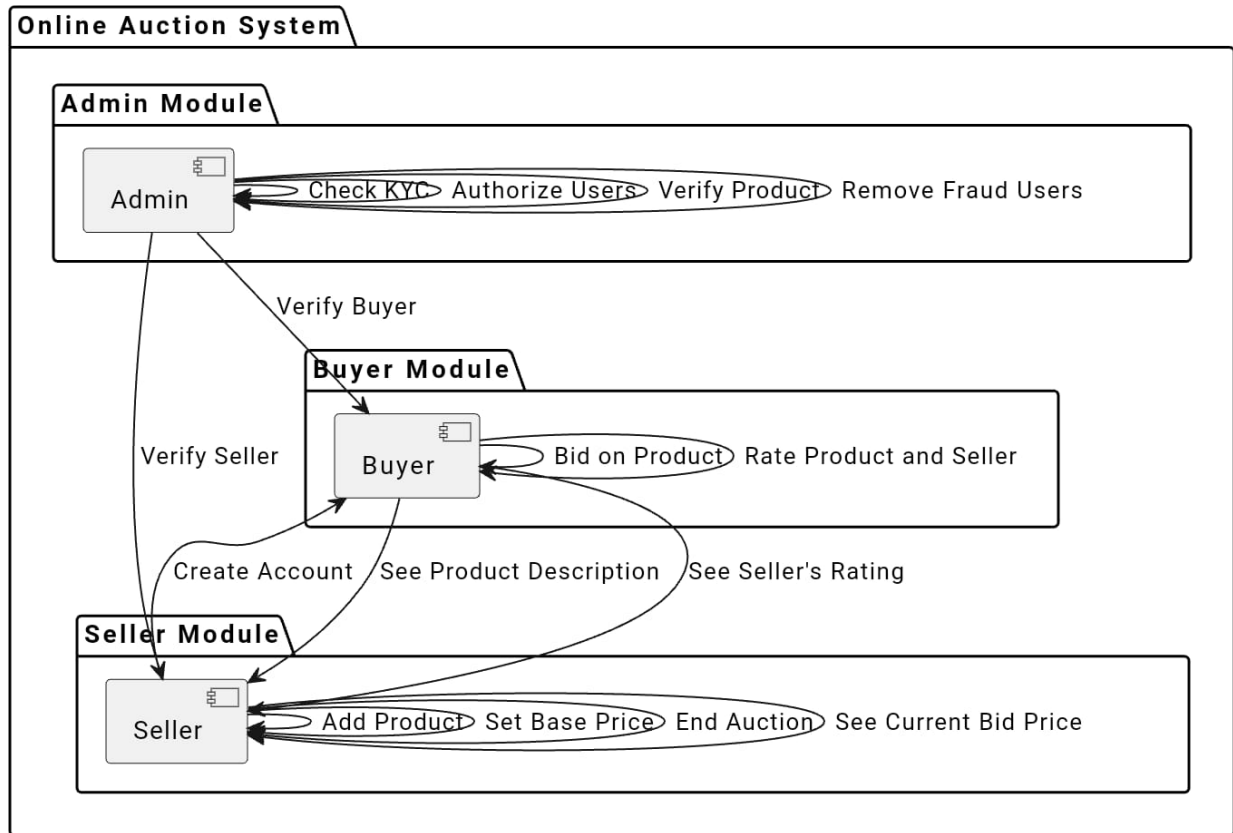 Online Auction System
Admin Module
Admin
Check KYC
Authorize Users
Verify Product
Remove Fraud Users
Verify Buyer
Buyer Module
Verify Seller
Buyer
Bid on Product
Rate Product and Seller
Create Account
See Product Description
See Seller's Rating
Seller Module
Seller
Add Product
Set Base Price
End Auction
See Current Bid Price